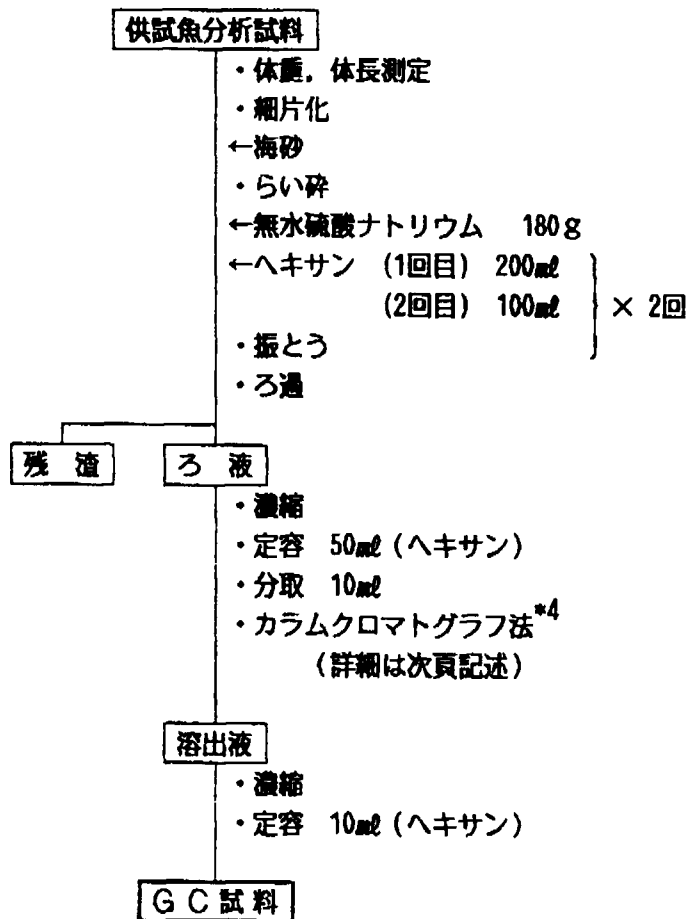 供試魚分析試料
・体重，体長測定
・細片化
←海砂
・らい砕
←無水硫酸ナトリウム 180g
←ヘキサン (1回目) 200ml
(2回目) 100ml × 2回
・振とう
・ろ過
残渣 ろ液
・濃縮
・定容 50ml (ヘキサン)
・分取 10ml
・カラムクロマトグラフ法*4
(詳細は次頁記述)
溶出液
・濃縮
・定容 10ml (ヘキサン)
GC試料